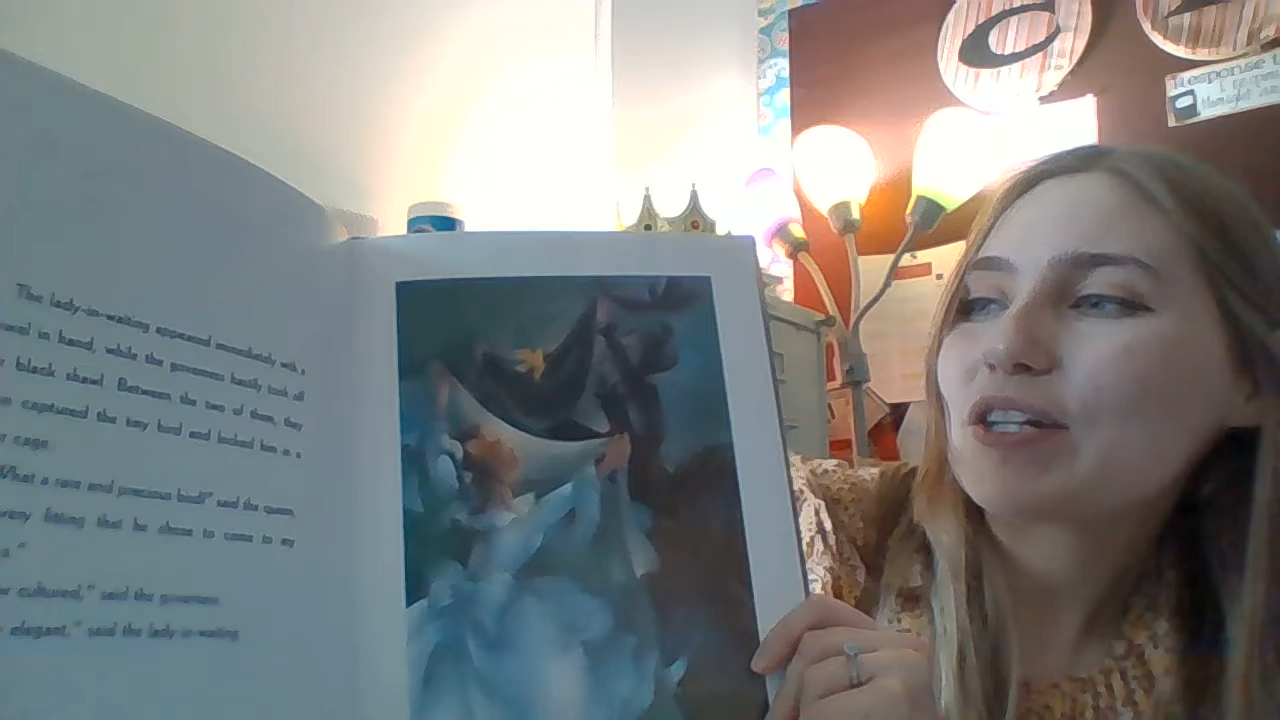 The lady-in-waiting appeared immediately with a
in hand, while the governess hastily took off
black shawl. Between the two of them, they
captured the tiny bird and locked him in a
cage.
What a rare and precious bird!" said the queen,
fitting that he chose to come to my
cultured," said the governess.
elegant," said the lady-in-waiting.
Response